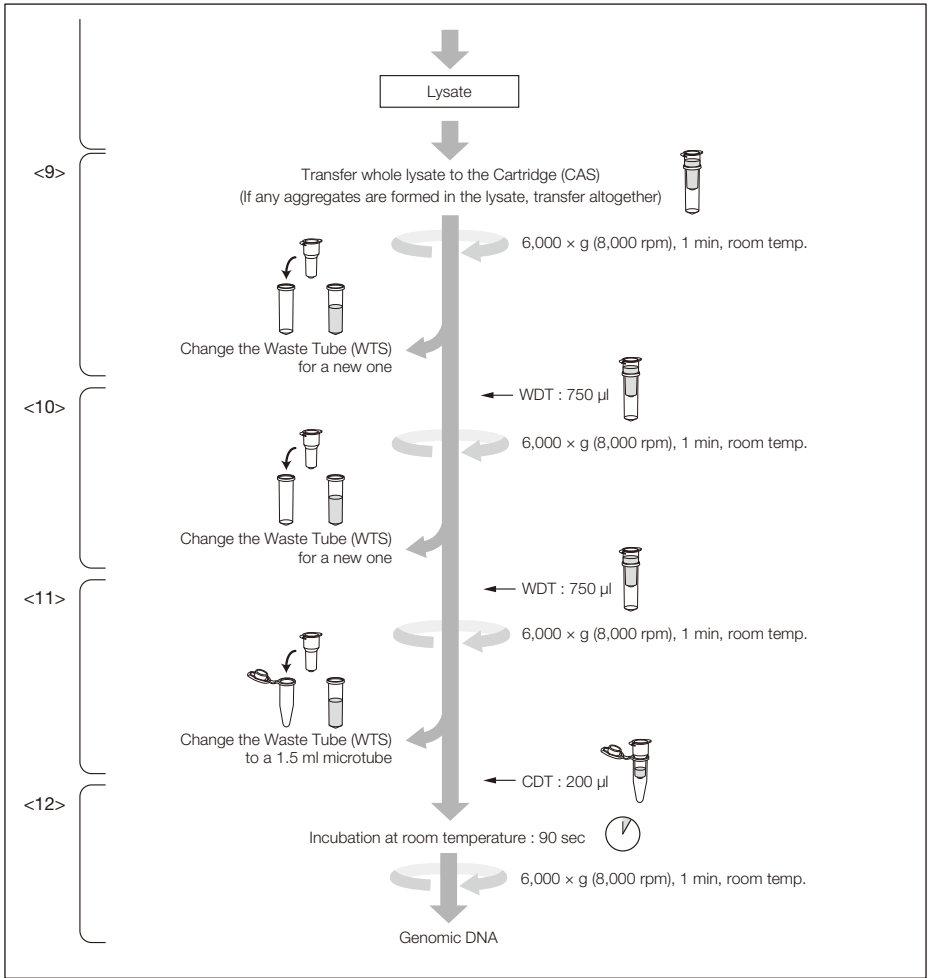 Lysate
<9>
Transfer whole lysate to the Cartridge (CAS)
(If any aggregates are formed in the lysate, transfer altogether)
6,000 × g (8,000 rpm), 1 min, room temp.
Change the Waste Tube (WTS)
for a new one
<10>
WDT : 750 µl
6,000 × g (8,000 rpm), 1 min, room temp.
Change the Waste Tube (WTS)
for a new one
<11>
WDT : 750 µl
6,000 × g (8,000 rpm), 1 min, room temp.
Change the Waste Tube (WTS)
to a 1.5 ml microtube
<12>
CDT : 200 µl
Incubation at room temperature : 90 sec
6,000 × g (8,000 rpm), 1 min, room temp.
Genomic DNA